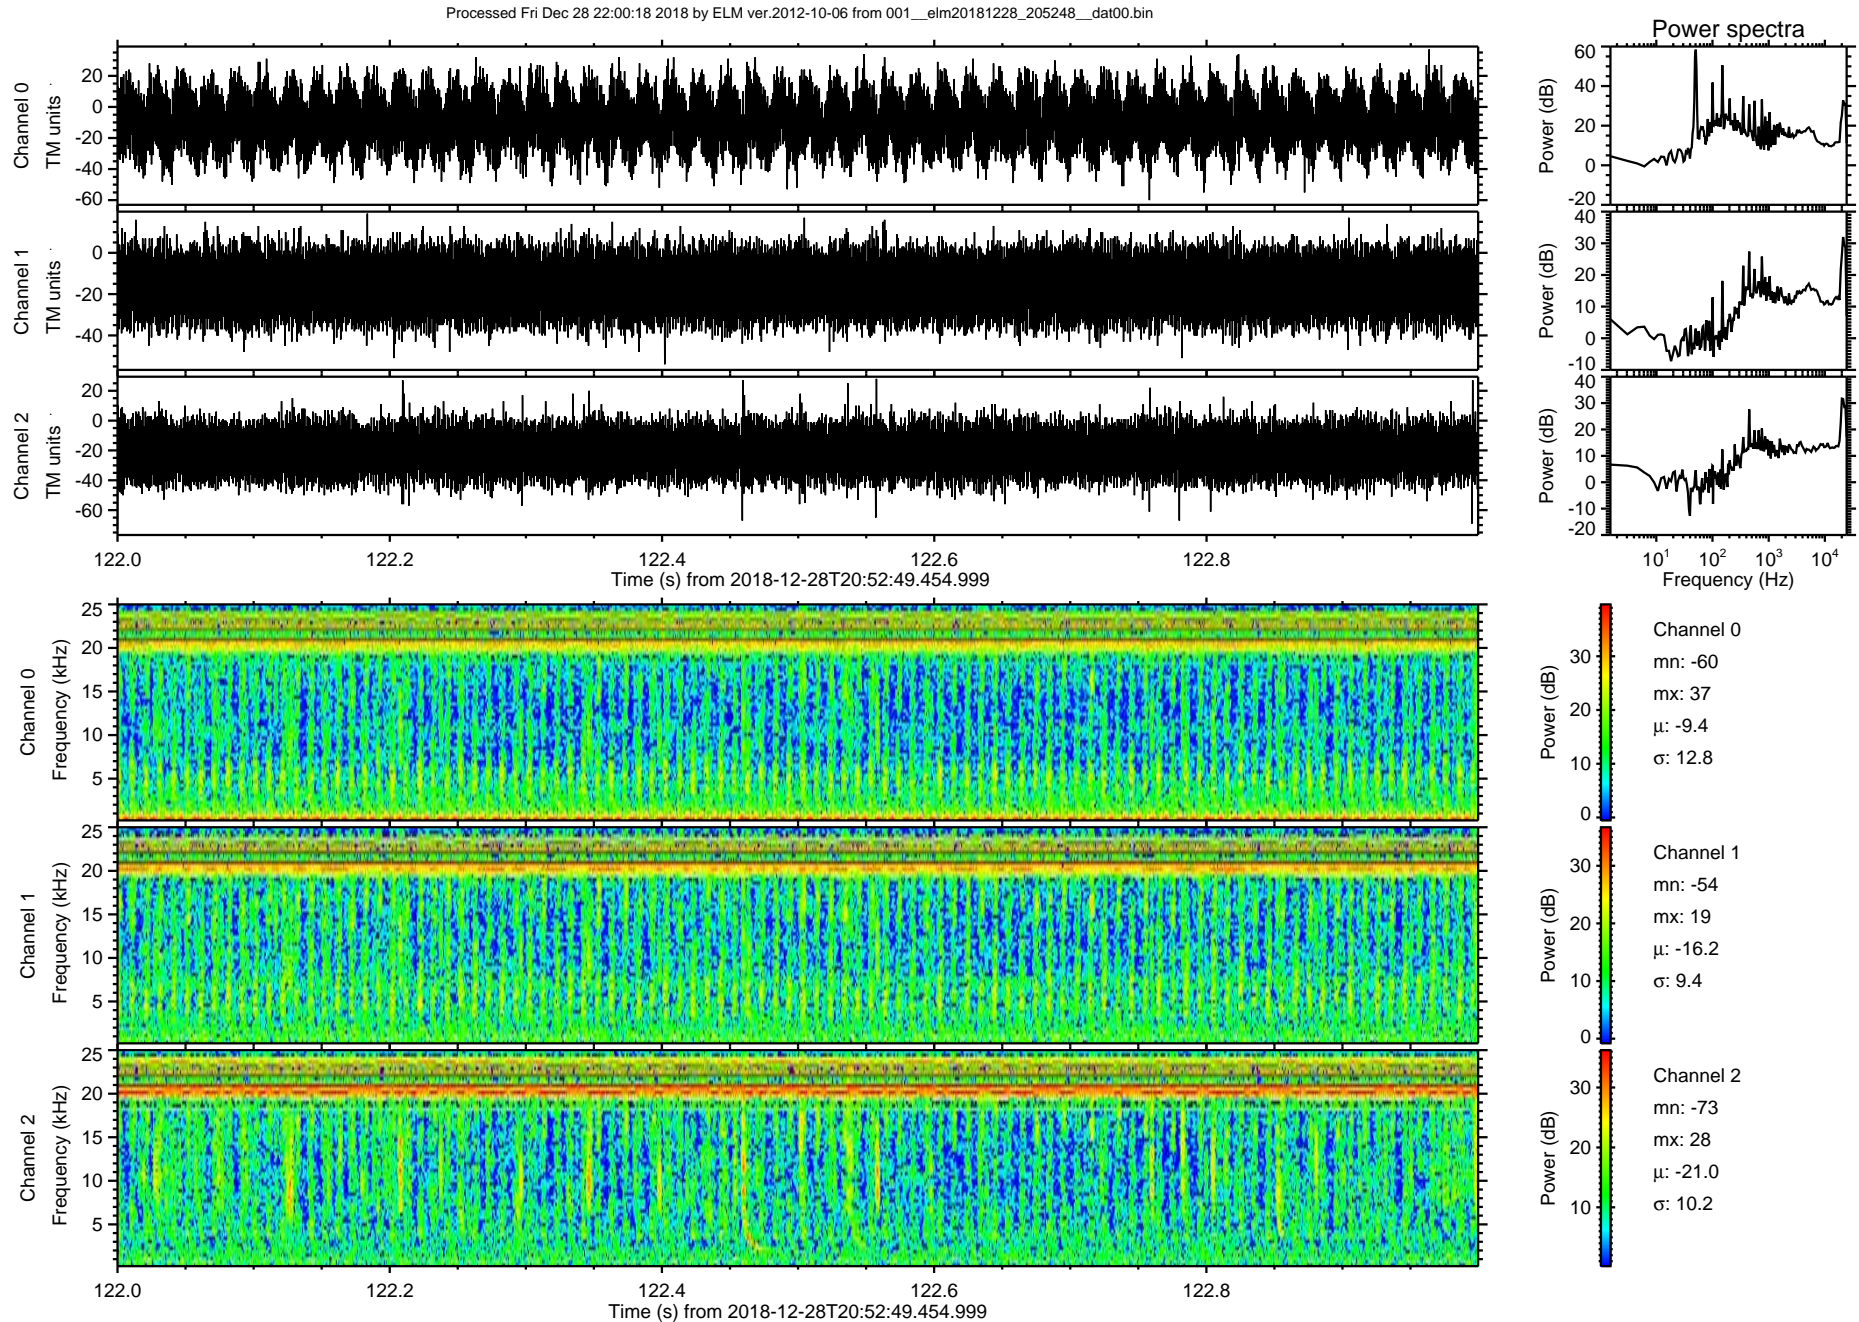 Processed Fri Dec 28 22:00:18 2018 by ELM ver.2012-10-06 from 001__elm20181228_205248__dat00.bin
Power spectra
Channel 0
TM units
20
0
-20
-40
-60
Power (dB)
60
40
20
0
-20
Channel 1
TM units
0
-20
-40
Power (dB)
40
30
20
10
0
-10
Channel 2
TM units
20
0
-20
-40
-60
Power (dB)
40
30
20
10
0
-10
-20
122.0 122.2 122.4 122.6 122.8
Time (s) from 2018-12-28T20:52:49.454.999
10¹ 10² 10³ 10⁴
Frequency (Hz)
Channel 0
Frequency (kHz)
25
20
15
10
5
Power (dB)
30
20
10
0
Channel 0
mn: -60
mx: 37
μ: -9.4
σ: 12.8
Channel 1
Frequency (kHz)
25
20
15
10
5
Power (dB)
30
20
10
0
Channel 1
mn: -54
mx: 19
μ: -16.2
σ: 9.4
Channel 2
Frequency (kHz)
25
20
15
10
5
Power (dB)
30
20
10
Channel 2
mn: -73
mx: 28
μ: -21.0
σ: 10.2
122.0 122.2 122.4 122.6 122.8
Time (s) from 2018-12-28T20:52:49.454.999